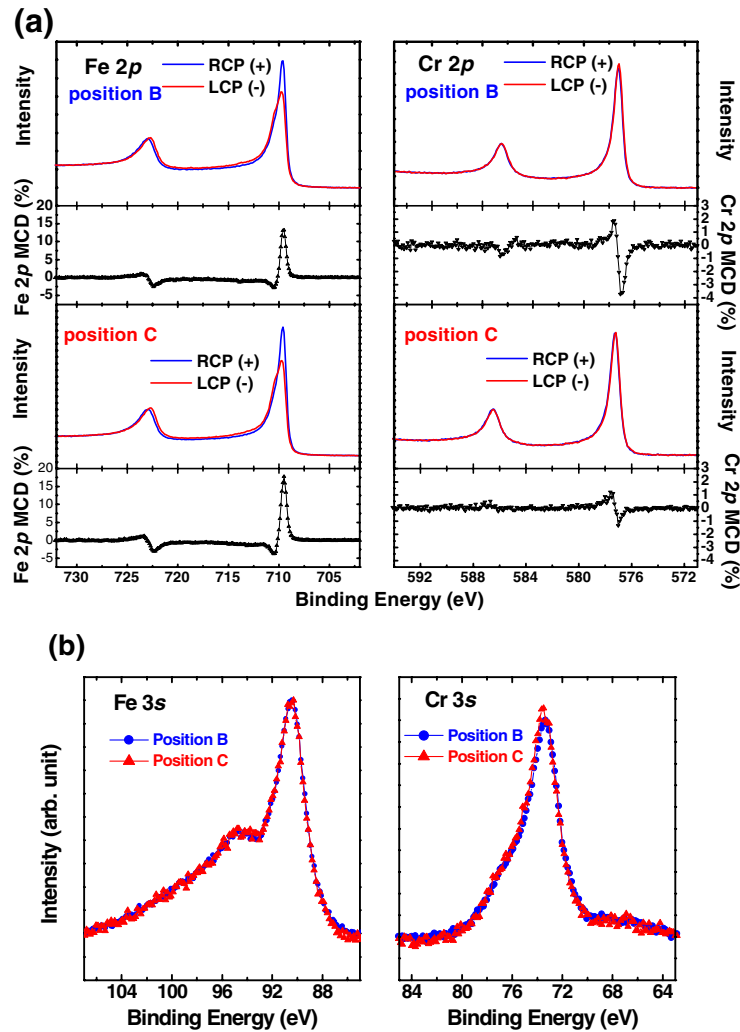 (a)
Fe 2p
position B
RCP (+)
LCP (-)
Intensity
20
15
10
5
0
-5
Fe 2p MCD (%)
position C
RCP (+)
LCP (-)
Intensity
20
15
10
5
0
-5
Fe 2p MCD (%)
732 725 720 715 710 705
Cr 2p
position B
RCP (+)
LCP (-)
Intensity
3
2
1
0
-1
-2
-3
-4
Cr 2p MCD (%)
position C
RCP (+)
LCP (-)
Intensity
3
2
1
0
-1
-2
-3
-4
Cr 2p MCD (%)
592 588 584 580 576 572
Binding Energy (eV)
(b)
Fe 3s
Position B
Position C
Intensity (arb. unit)
104 100 96 92 88
Binding Energy (eV)
Cr 3s
Position B
Position C
84 80 76 72 68 64
Binding Energy (eV)